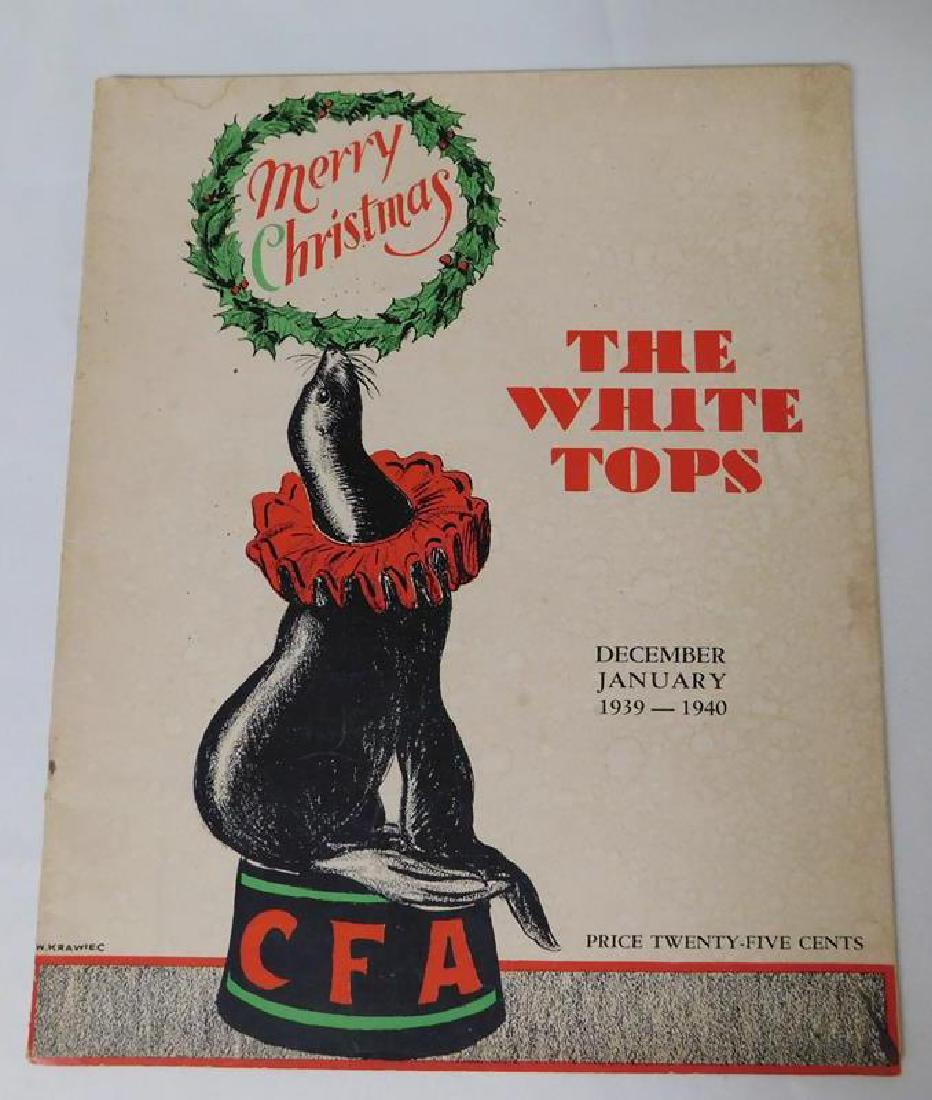 Merry
Christmas
THE
WHITE
TOPS
DECEMBER
JANUARY
1939 — 1940
W. KRAWIEC
PRICE TWENTY-FIVE CENTS
CFA